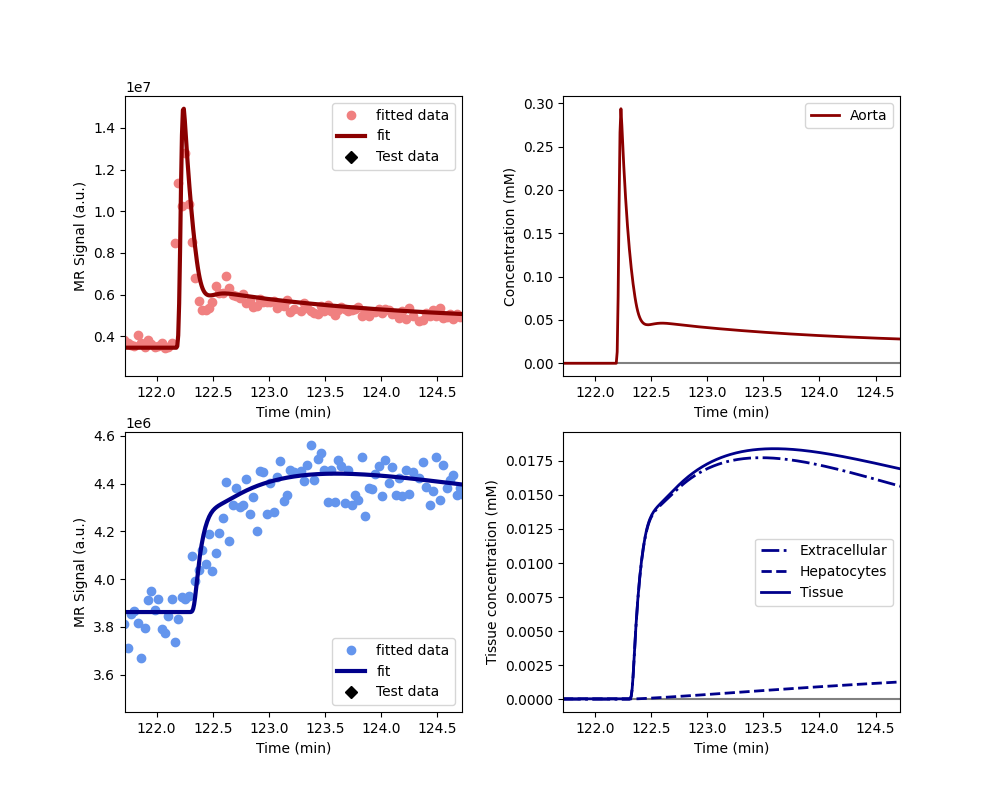 1e7
1.4
1.2
1.0
0.8
0.6
0.4
MR Signal (a.u.)
fitted data
fit
Test data
122.0 122.5 123.0 123.5 124.0 124.5
Time (min)
0.30
0.25
0.20
0.15
0.10
0.05
0.00
Concentration (mM)
Aorta
122.0 122.5 123.0 123.5 124.0 124.5
Time (min)
1e6
4.6
4.4
4.2
4.0
3.8
3.6
MR Signal (a.u.)
fitted data
fit
Test data
122.0 122.5 123.0 123.5 124.0 124.5
Time (min)
0.0175
0.0150
0.0125
0.0100
0.0075
0.0050
0.0025
0.0000
Tissue concentration (mM)
Extracellular
Hepatocytes
Tissue
122.0 122.5 123.0 123.5 124.0 124.5
Time (min)